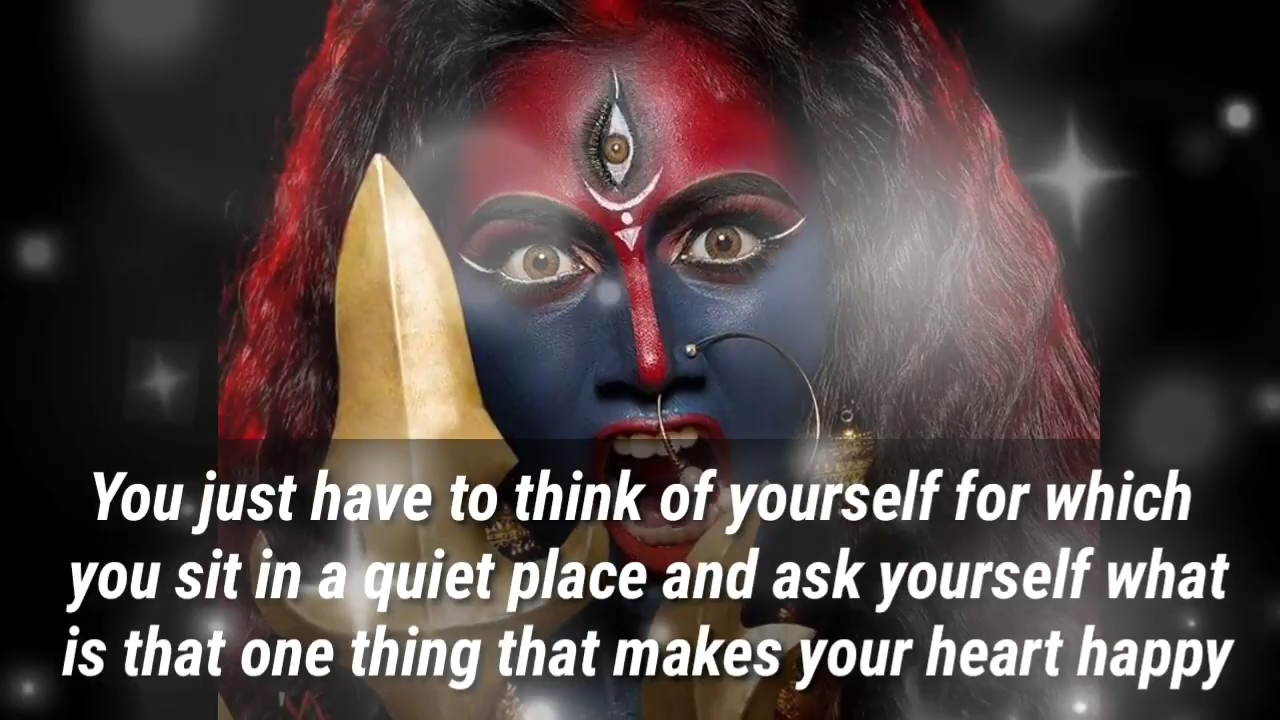 You just have to think of yourself for which
you sit in a quiet place and ask yourself what
is that one thing that makes your heart happy